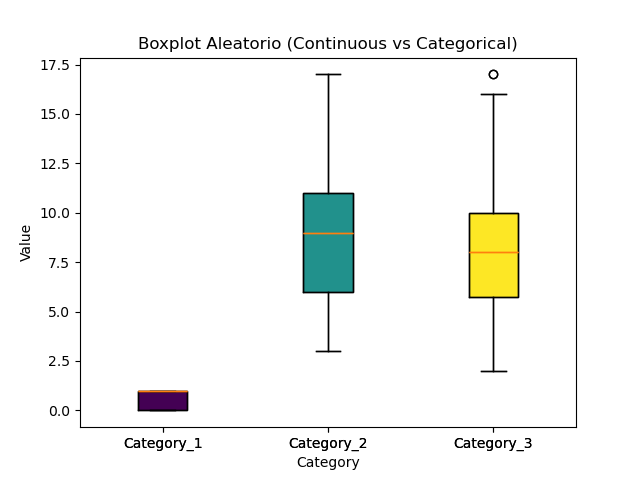 Boxplot Aleatorio (Continuous vs Categorical)
17.5
15.0
12.5
10.0
7.5
5.0
2.5
0.0
Value
Category_1
Category_2
Category_3
Category